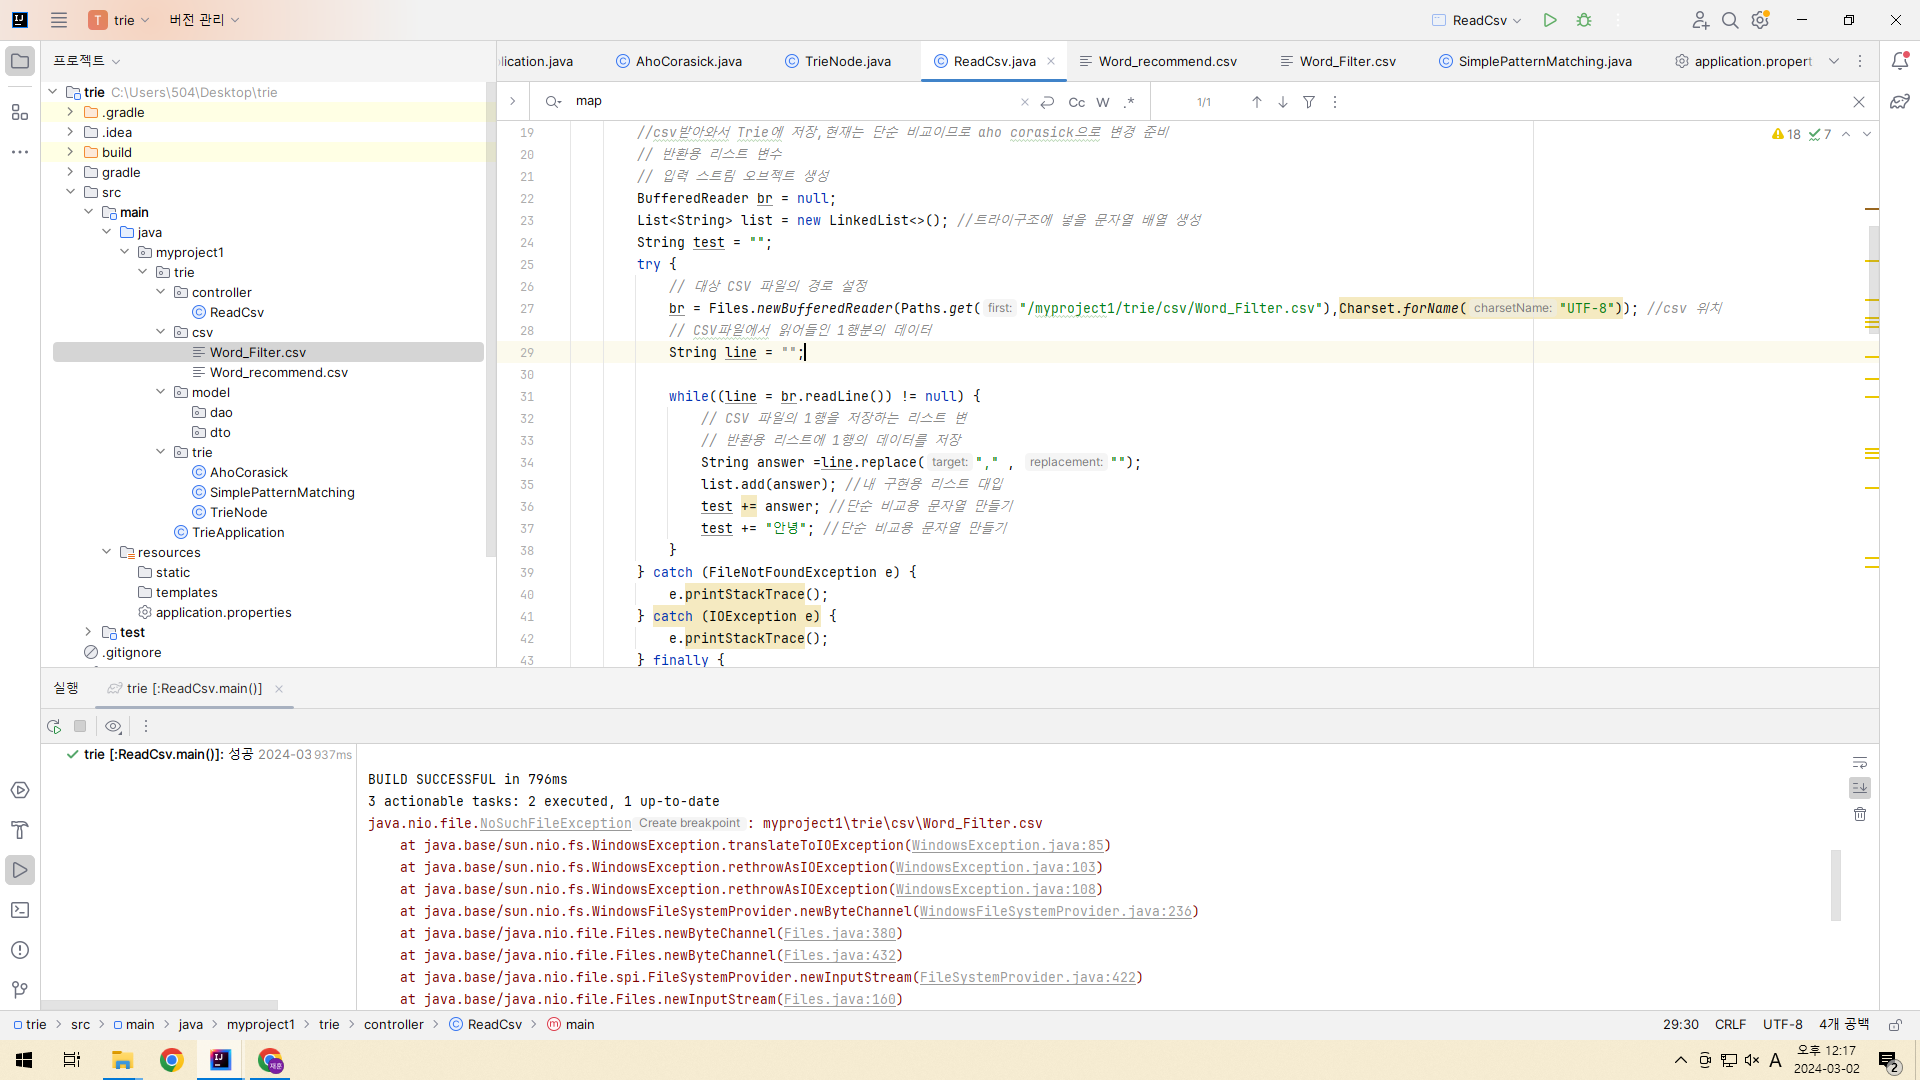 T trie 버전 관리 ReadCsv
프로젝트
lication.java AhoCorasick.java TrieNode.java ReadCsv.java Word_recommend.csv Word_Filter.csv SimplePatternMatching.java application.propert
map Cc W .* 1/1
trie C:\Users\504\Desktop\trie
.gradle
.idea
build
gradle
src
main
java
myproject1
trie
controller
ReadCsv
csv
Word_Filter.csv
Word_recommend.csv
model
dao
dto
trie
AhoCorasick
SimplePatternMatching
TrieNode
TrieApplication
resources
static
templates
application.properties
test
.gitignore
18 7
19 //csv받아와서 Trie에 저장,현재는 단순 비교이므로 aho corasick으로 변경 준비
20 // 반환용 리스트 변수
21 // 입력 스트림 오브젝트 생성
22 BufferedReader br = null;
23 List<String> list = new LinkedList<>(); //트라이구조에 넣을 문자열 배열 생성
24 String test = "";
25 try {
26 // 대상 CSV 파일의 경로 설정
27 br = Files.newBufferedReader(Paths.get( first: "/myproject1/trie/csv/Word_Filter.csv"),Charset.forName( charsetName: "UTF-8")); //csv 위치
28 // CSV파일에서 읽어들인 1행분의 데이터
29 String line = "";
30
31 while((line = br.readLine()) != null) {
32 // CSV 파일의 1행을 저장하는 리스트 변
33 // 반환용 리스트에 1행의 데이터를 저장
34 String answer =line.replace( target: "," , replacement: "");
35 list.add(answer); //내 구현용 리스트 대입
36 test += answer; //단순 비교용 문자열 만들기
37 test += "안녕"; //단순 비교용 문자열 만들기
38 }
39 } catch (FileNotFoundException e) {
40 e.printStackTrace();
41 } catch (IOException e) {
42 e.printStackTrace();
43 } finally {
실행 trie [:ReadCsv.main()]
trie [:ReadCsv.main()]: 성공 2024-03 937ms
BUILD SUCCESSFUL in 796ms
3 actionable tasks: 2 executed, 1 up-to-date
java.nio.file.NoSuchFileException Create breakpoint : myproject1\trie\csv\Word_Filter.csv
at java.base/sun.nio.fs.WindowsException.translateToIOException(WindowsException.java:85)
at java.base/sun.nio.fs.WindowsException.rethrowAsIOException(WindowsException.java:103)
at java.base/sun.nio.fs.WindowsException.rethrowAsIOException(WindowsException.java:108)
at java.base/sun.nio.fs.WindowsFileSystemProvider.newByteChannel(WindowsFileSystemProvider.java:236)
at java.base/java.nio.file.Files.newByteChannel(Files.java:380)
at java.base/java.nio.file.Files.newByteChannel(Files.java:432)
at java.base/java.nio.file.spi.FileSystemProvider.newInputStream(FileSystemProvider.java:422)
at java.base/java.nio.file.Files.newInputStream(Files.java:160)
trie > src > main > java > myproject1 > trie > controller > ReadCsv > main 29:30 CRLF UTF-8 4개 공백
A 오후 12:17
2024-03-02
2